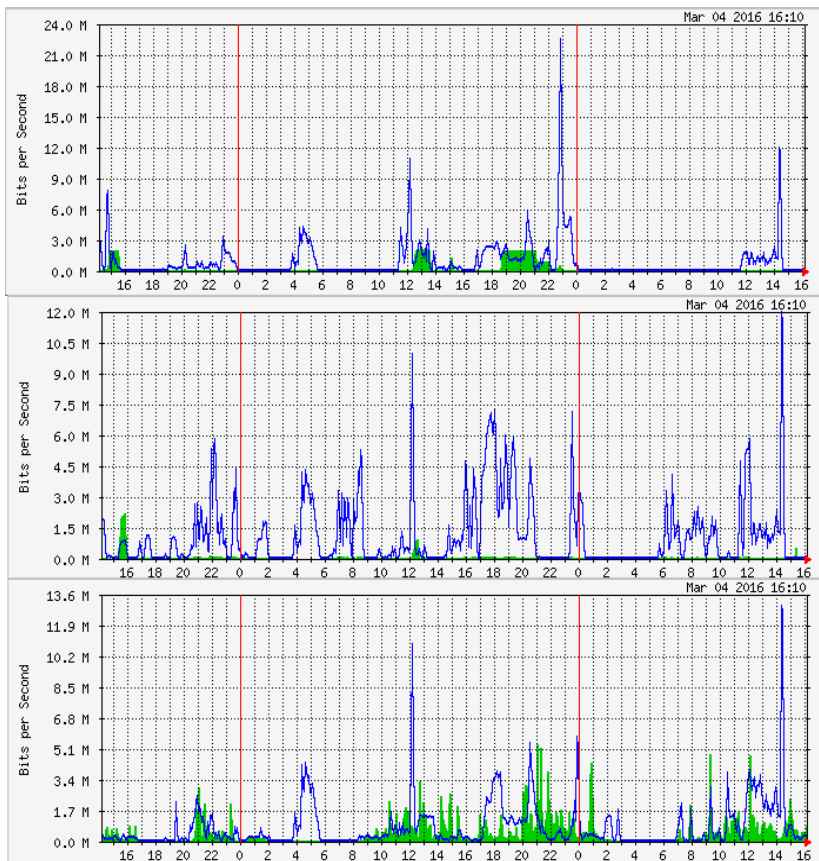 Mar 04 2016 16:10
24.0 M
21.0 M
18.0 M
15.0 M
12.0 M
9.0 M
6.0 M
3.0 M
0.0 M
Bits per Second
16 18 20 22 0 2 4 6 8 10 12 14 16 18 20 22 0 2 4 6 8 10 12 14 16
Mar 04 2016 16:10
12.0 M
10.5 M
9.0 M
7.5 M
6.0 M
4.5 M
3.0 M
1.5 M
0.0 M
Bits per Second
16 18 20 22 0 2 4 6 8 10 12 14 16 18 20 22 0 2 4 6 8 10 12 14 16
Mar 04 2016 16:10
13.6 M
11.9 M
10.2 M
8.5 M
6.8 M
5.1 M
3.4 M
1.7 M
0.0 M
Bits per Second
16 18 20 22 0 2 4 6 8 10 12 14 16 18 20 22 0 2 4 6 8 10 12 14 16